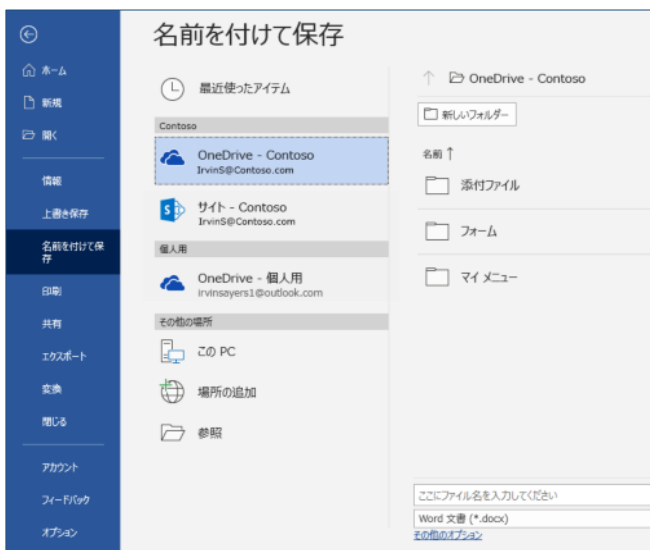 名前を付けて保存
ホーム
新規
開く
情報
上書き保存
名前を付けて保
存
印刷
共有
エクスポート
変換
閉じる
アカウント
フィードバック
オプション
最近使ったアイテム
Contoso
OneDrive - Contoso
IrvinS@Contoso.com
サイト - Contoso
IrvinS@Contoso.com
個人用
OneDrive - 個人用
irvinsayers1@outlook.com
その他の場所
この PC
場所の追加
参照
↑ OneDrive - Contoso
新しいフォルダー
名前 ↑
添付ファイル
フォーム
マイ メニュー
ここにファイル名を入力してください
Word 文書 (*.docx)
その他のオプション